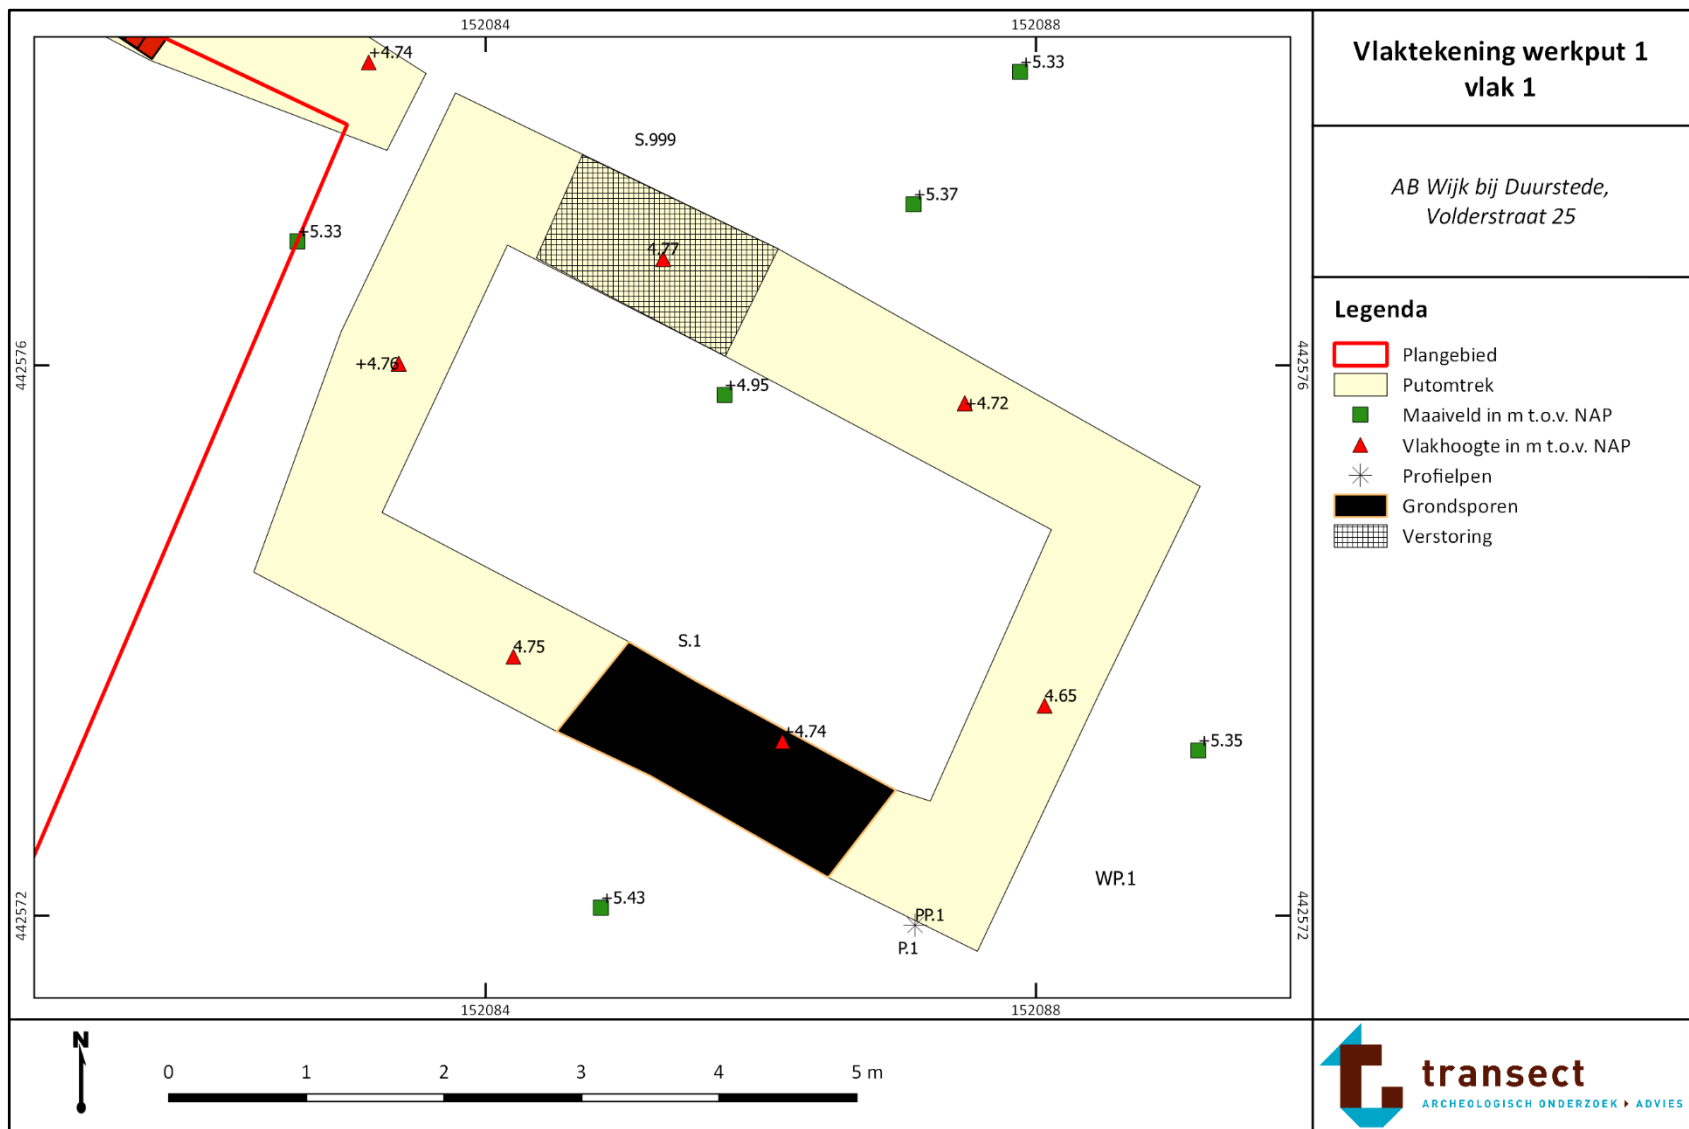 152084
152088
+4.74
+5.33
S.999
+5.37
+5.33
4.77
442576
+4.76
+4.95
+4.72
442576
S.1
4.75
4.65
+4.74
+5.35
WP.1
+5.43
PP.1
P.1
442572
442572
152084
152088
N
0 1 2 3 4 5 m
Vlaktekening werkput 1
vlak 1
AB Wijk bij Duurstede,
Volderstraat 25
Legenda
Plangebied
Putomtrek
Maaiveld in m t.o.v. NAP
Vlakhoogte in m t.o.v. NAP
Profielpen
Grondsporen
Verstoring
transect
ARCHEOLOGISCH ONDERZOEK ▸ ADVIES